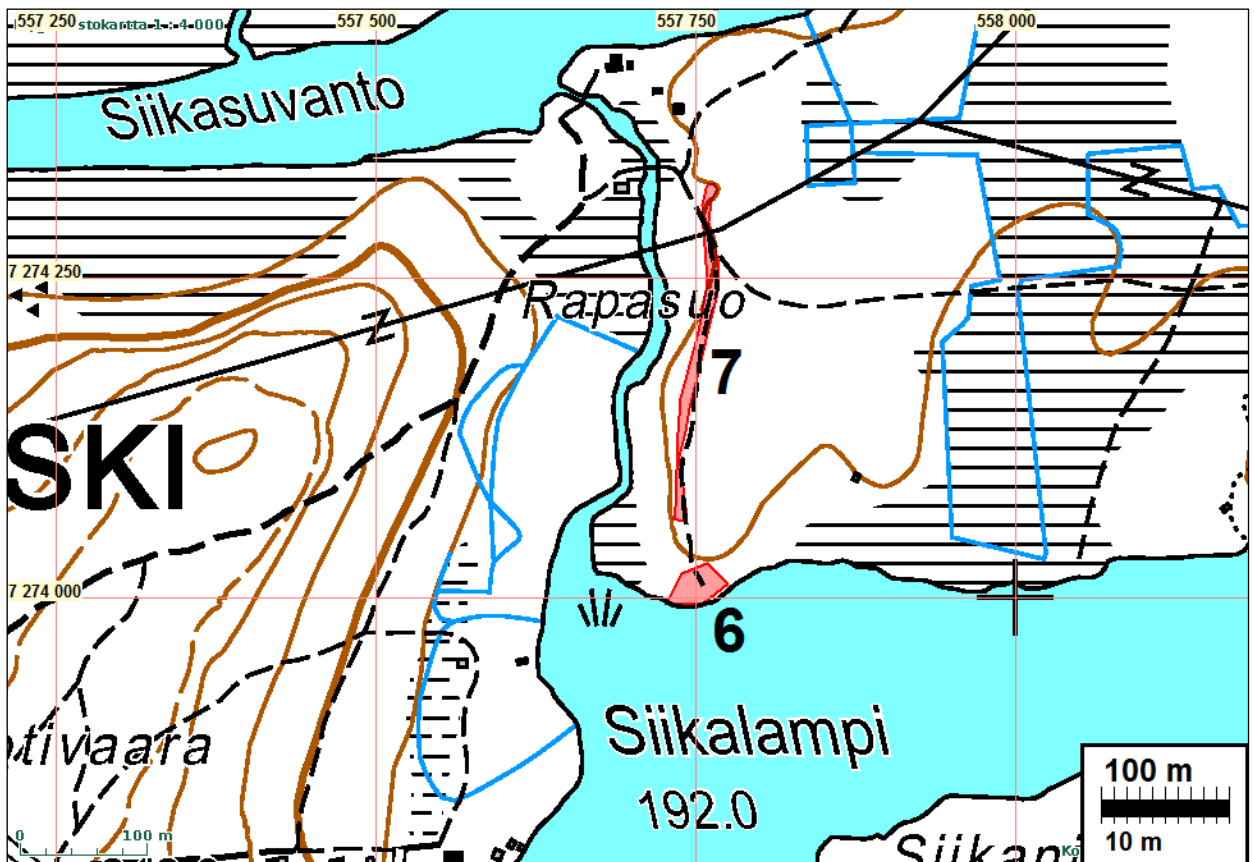 557 250
557 500
557 750
558 000
stokartta 1 : 4 000
Siikasuvanto
7 274 250
Rapasuo
7
SKI
7 274 000
6
Siikalampi
192.0
otivaara
100 m
10 m
0 100 m